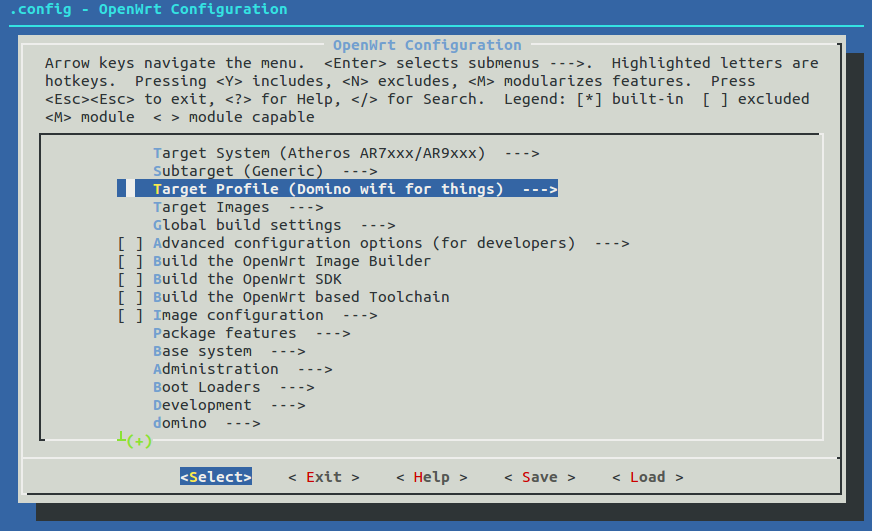 .config - OpenWrt Configuration
OpenWrt Configuration
Arrow keys navigate the menu.  <Enter> selects submenus --->.  Highlighted letters are
hotkeys.  Pressing <Y> includes, <N> excludes, <M> modularizes features.  Press
<Esc><Esc> to exit, <?> for Help, </> for Search.  Legend: [*] built-in  [ ] excluded
<M> module  < > module capable
Target System (Atheros AR7xxx/AR9xxx)  --->
Subtarget (Generic)  --->
Target Profile (Domino wifi for things)  --->
Target Images  --->
Global build settings  --->
[ ] Advanced configuration options (for developers)  --->
[ ] Build the OpenWrt Image Builder
[ ] Build the OpenWrt SDK
[ ] Build the OpenWrt based Toolchain
[ ] Image configuration  --->
Package features  --->
Base system  --->
Administration  --->
Boot Loaders  --->
Development  --->
domino  --->
┴(+)
<Select>    < Exit >    < Help >    < Save >    < Load >